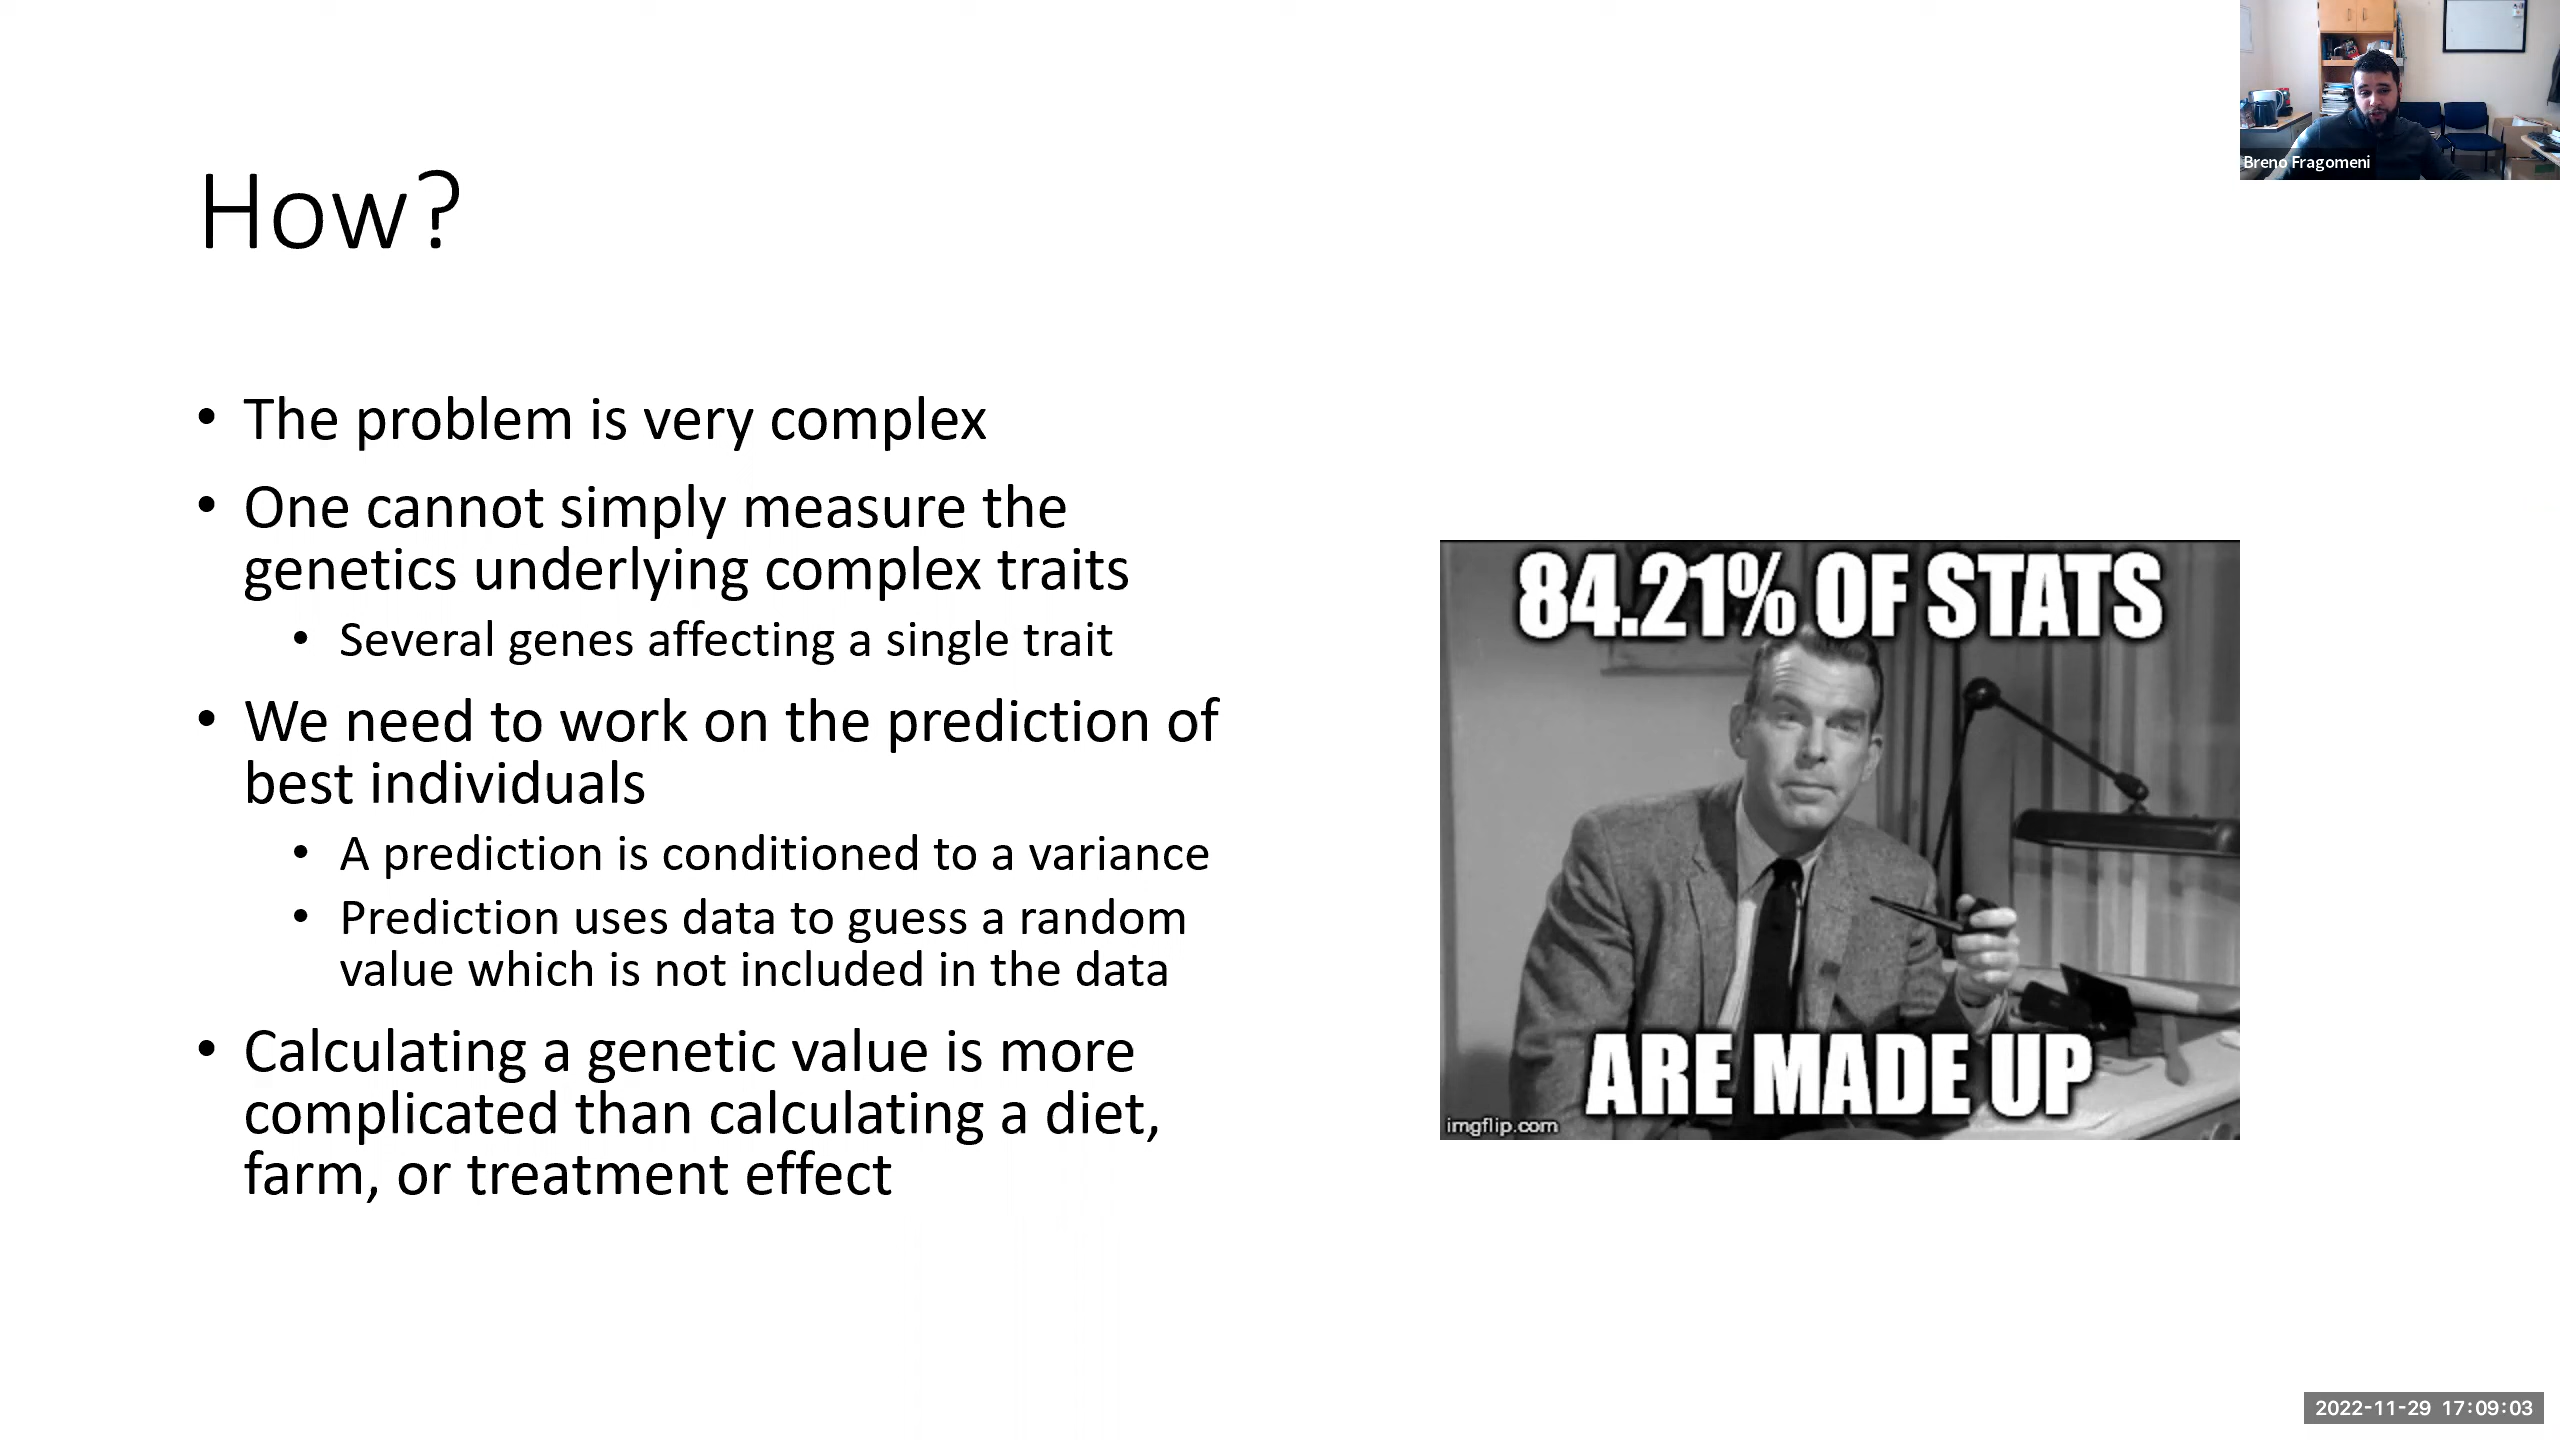 Breno Fragomeni
How?
• The problem is very complex
• One cannot simply measure the
genetics underlying complex traits
• Several genes affecting a single trait
• We need to work on the prediction of
best individuals
• A prediction is conditioned to a variance
• Prediction uses data to guess a random
value which is not included in the data
• Calculating a genetic value is more
complicated than calculating a diet,
farm, or treatment effect
84.21% OF STATS
ARE MADE UP
imgflip.com
2022-11-29 17:09:03